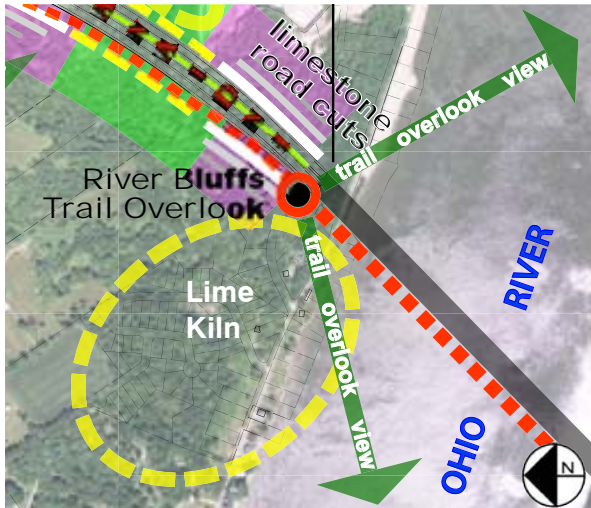 limestone
road cuts
trail overlook view
River Bluffs
Trail Overlook
trail overlook view
Lime
Kiln
OHIO RIVER
N